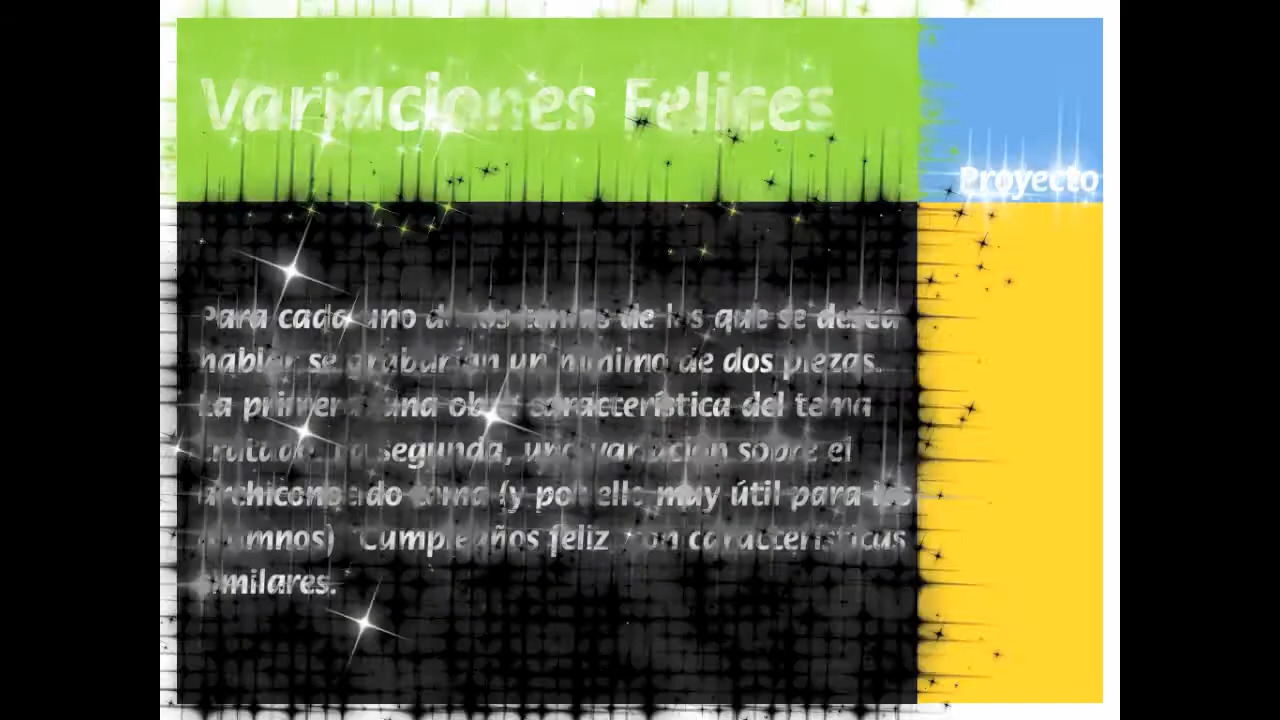 Variaciones Felices
Proyecto
Para cada uno de los temas de los que se desea
hablar se grabarían un mínimo de dos piezas.
La primera, una obra característica del tema
tratado. La segunda, una variación sobre el
archiconocido tema (y por ello muy útil para los
alumnos) "Cumpleaños feliz" con características
similares.